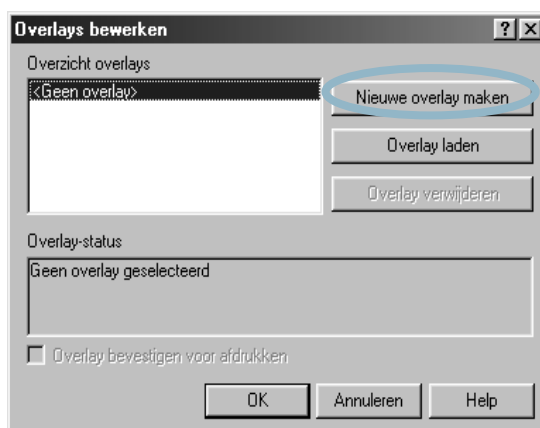 Overlays bewerken
Overzicht overlays
<Geen overlay>
Nieuwe overlay maken
Overlay laden
Overlay verwijderen
Overlay-status
Geen overlay geselecteerd
Overlay bevestigen voor afdrukken
OK
Annuleren
Help